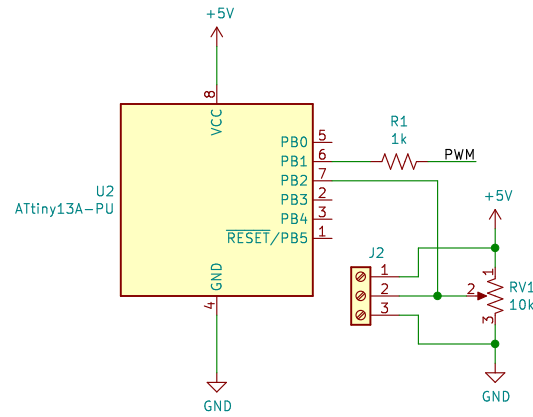 +5V
8
VCC
R1
1k
PB0 5
PB1 6
PWM
PB2 7
U2
ATtiny13A-PU
PB3 2
+5V
PB4 3
RESET/PB5 1
J2
GND
1
1
2
2
RV1
10k
3
3
4
GND
GND